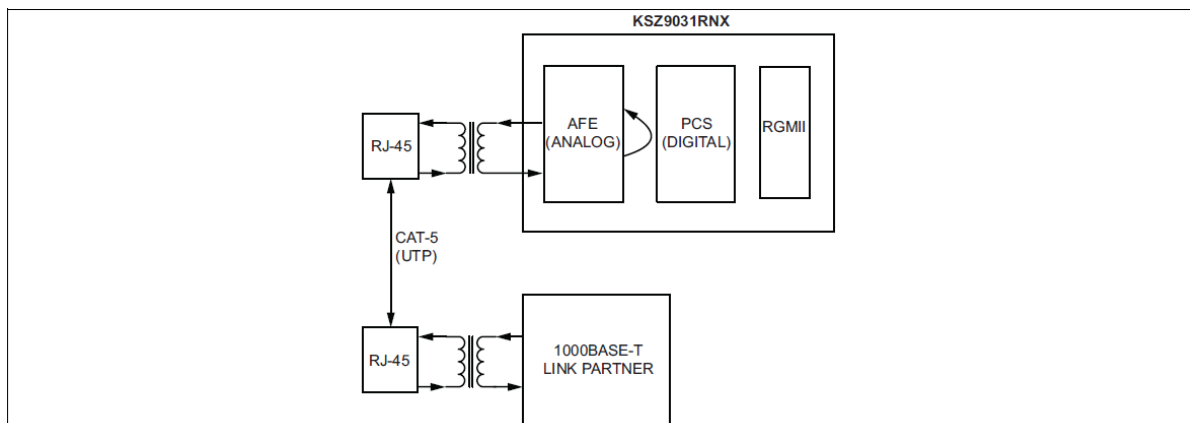 KSZ9031RNX
AFE
(ANALOG)
PCS
(DIGITAL)
RGMII
RJ-45
CAT-5
(UTP)
RJ-45
1000BASE-T
LINK PARTNER